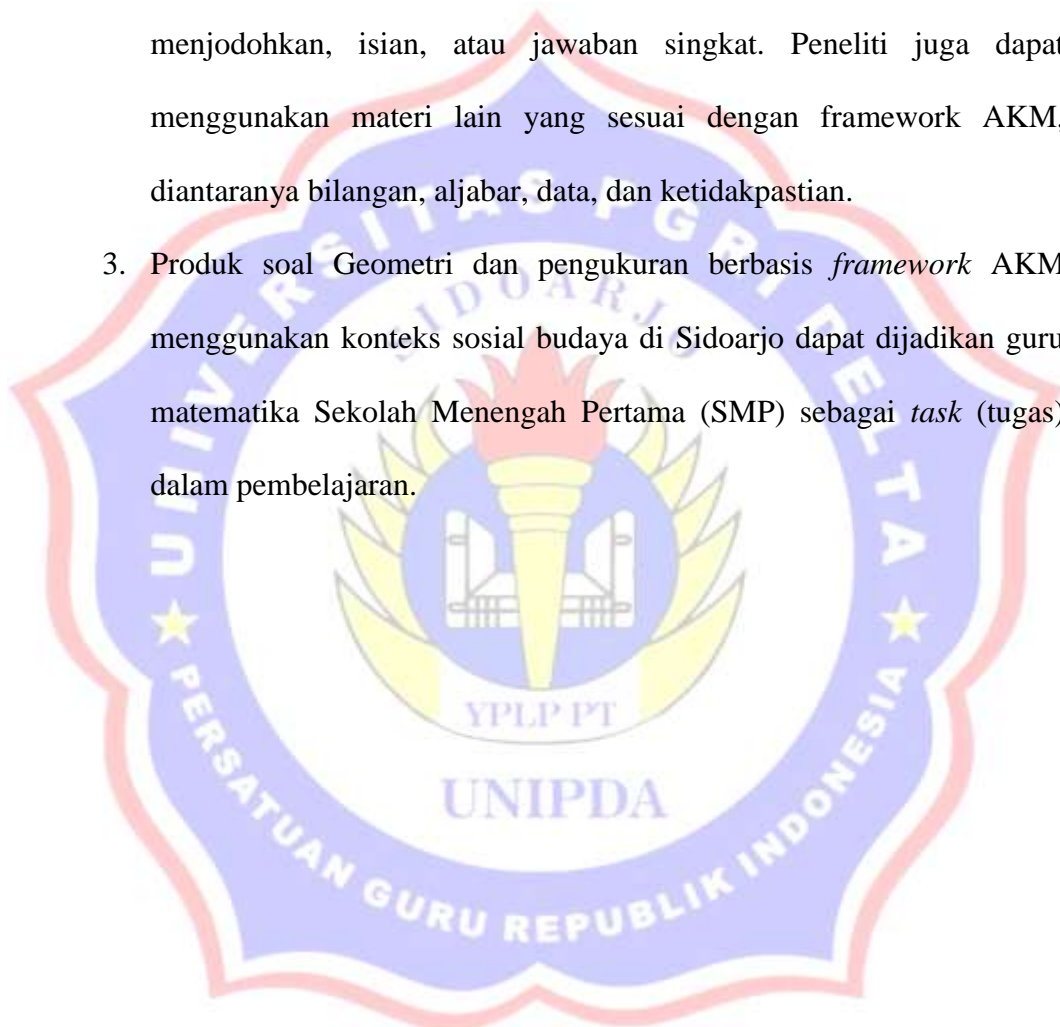 menjodohkan, isian, atau jawaban singkat. Peneliti juga dapat
menggunakan materi lain yang sesuai dengan framework AKM,
diantaranya bilangan, aljabar, data, dan ketidakpastian.
3. Produk soal Geometri dan pengukuran berbasis framework AKM
menggunakan konteks sosial budaya di Sidoarjo dapat dijadikan guru
matematika Sekolah Menengah Pertama (SMP) sebagai task (tugas)
dalam pembelajaran.
UNIVERSITAS PGRI DELTA
SIDOARJO
YPLP PT
UNIPDA
PERSATUAN GURU REPUBLIK INDONESIA